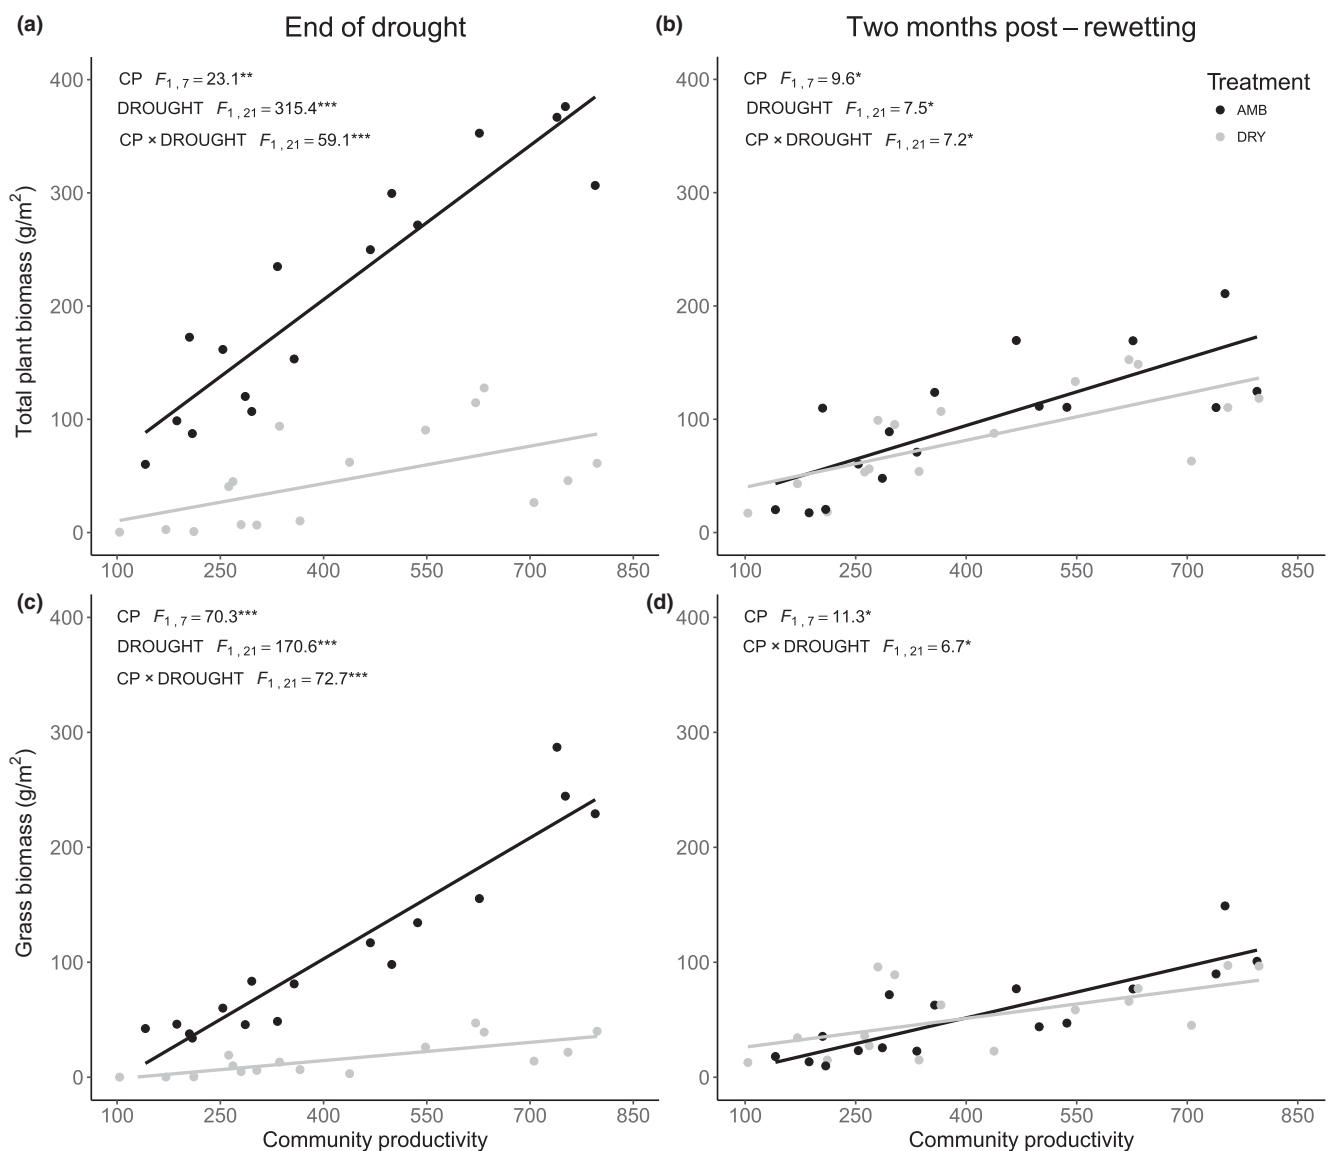 (a) End of drought
(b) Two months post – rewetting
Total plant biomass (g/m²)
400
300
200
100
0
CP F1 , 7 = 23.1**
DROUGHT F1 , 21 = 315.4***
CP × DROUGHT F1 , 21 = 59.1***
100 250 400 550 700 850
400
300
200
100
0
CP F1 , 7 = 9.6*
DROUGHT F1 , 21 = 7.5*
CP × DROUGHT F1 , 21 = 7.2*
Treatment
AMB
DRY
100 250 400 550 700 850
(c)
Grass biomass (g/m²)
400
300
200
100
0
CP F1 , 7 = 70.3***
DROUGHT F1 , 21 = 170.6***
CP × DROUGHT F1 , 21 = 72.7***
100 250 400 550 700 850
Community productivity
(d)
400
300
200
100
0
CP F1 , 7 = 11.3*
CP × DROUGHT F1 , 21 = 6.7*
100 250 400 550 700 850
Community productivity